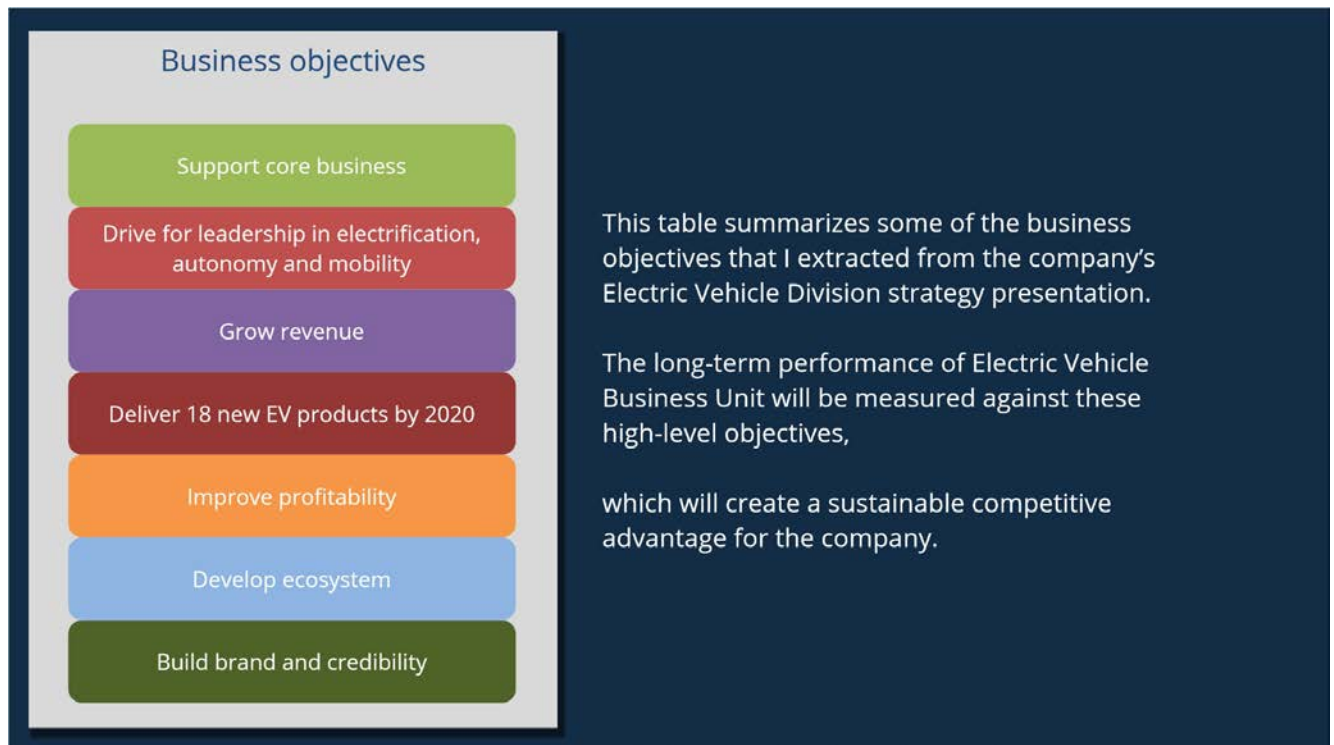 Business objectives
Support core business
Drive for leadership in electrification,
autonomy and mobility
Grow revenue
Deliver 18 new EV products by 2020
Improve profitability
Develop ecosystem
Build brand and credibility
This table summarizes some of the business
objectives that I extracted from the company’s
Electric Vehicle Division strategy presentation.
The long-term performance of Electric Vehicle
Business Unit will be measured against these
high-level objectives,
which will create a sustainable competitive
advantage for the company.